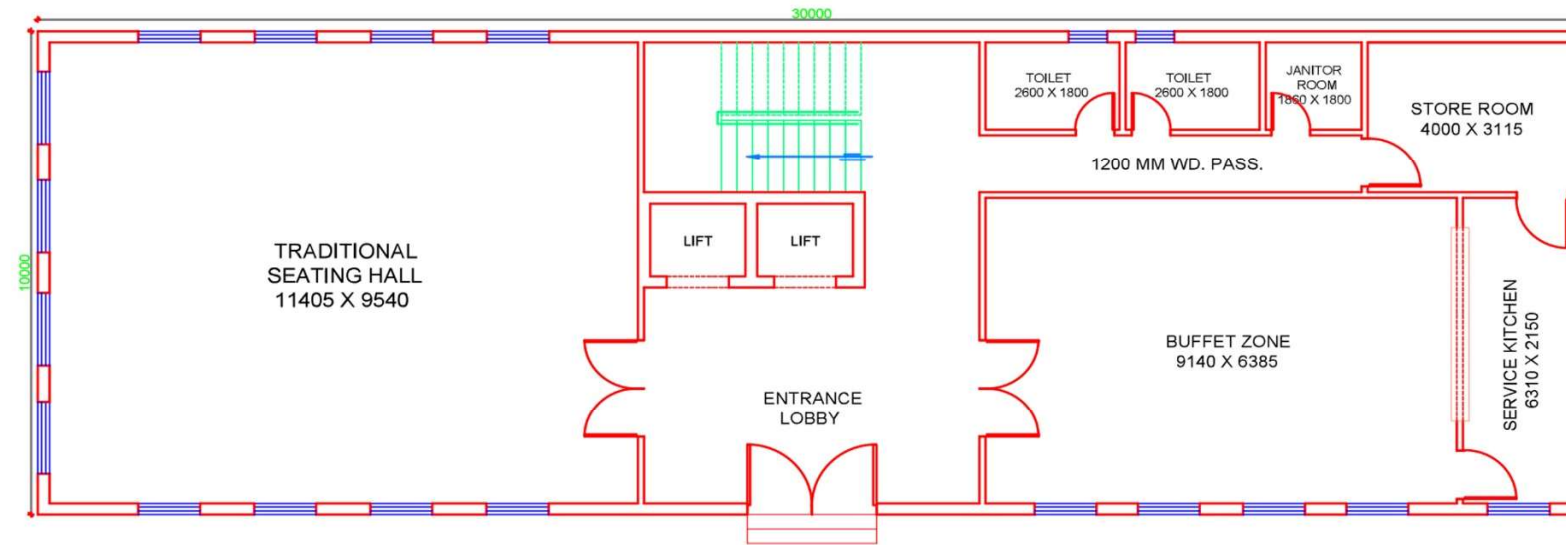 30000
10000
TRADITIONAL
SEATING HALL
11405 X 9540
LIFT
LIFT
ENTRANCE
LOBBY
TOILET
2600 X 1800
TOILET
2600 X 1800
JANITOR
ROOM
1860 X 1800
STORE ROOM
4000 X 3115
1200 MM WD. PASS.
BUFFET ZONE
9140 X 6385
SERVICE KITCHEN
6310 X 2150